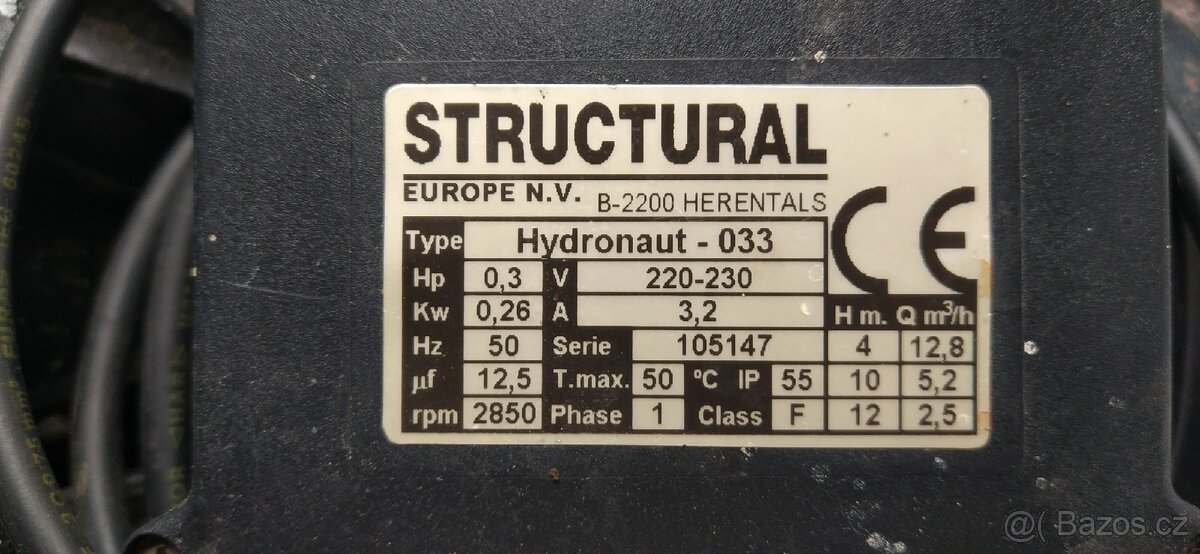 STRUCTURAL
EUROPE N.V. B-2200 HERENTALS
CE
Type Hydronaut - 033
Hp 0,3 V 220-230
Kw 0,26 A 3,2 H m. Q m³/h
Hz 50 Serie 105147 4 12,8
µf 12,5 T.max. 50 ºC IP 55 10 5,2
rpm 2850 Phase 1 Class F 12 2,5
@( Bazos.cz